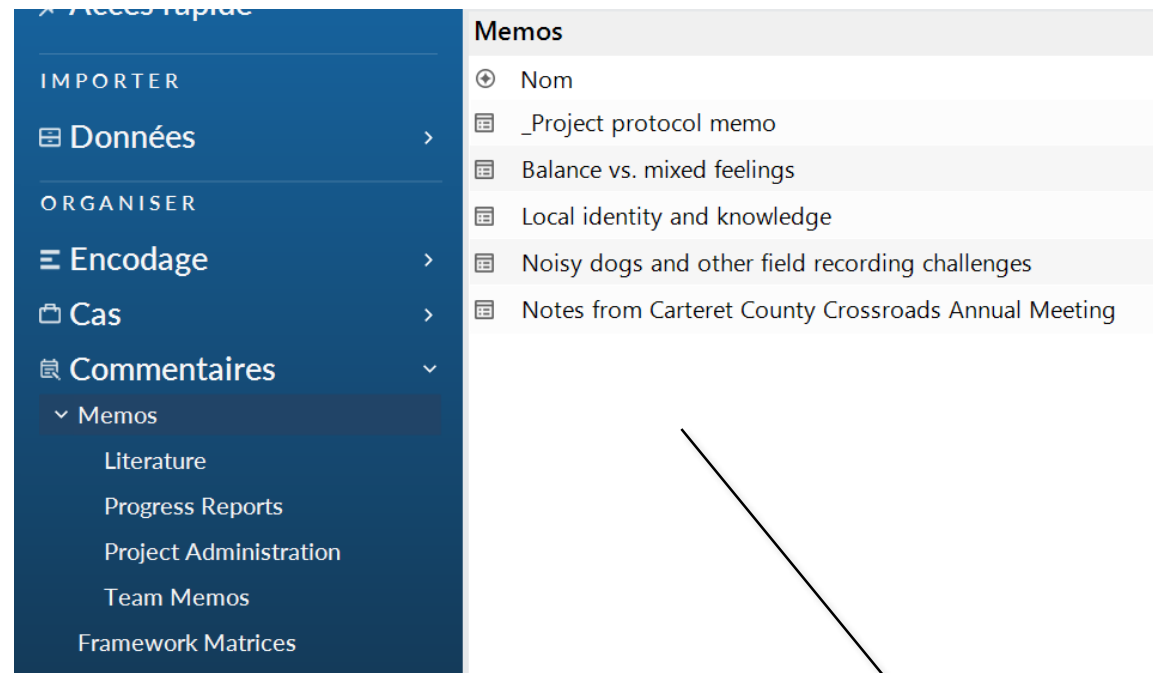 Accès rapide
IMPORTER
Données
ORGANISER
Encodage
Cas
Commentaires
Memos
Literature
Progress Reports
Project Administration
Team Memos
Framework Matrices
Memos
Nom
_Project protocol memo
Balance vs. mixed feelings
Local identity and knowledge
Noisy dogs and other field recording challenges
Notes from Carteret County Crossroads Annual Meeting